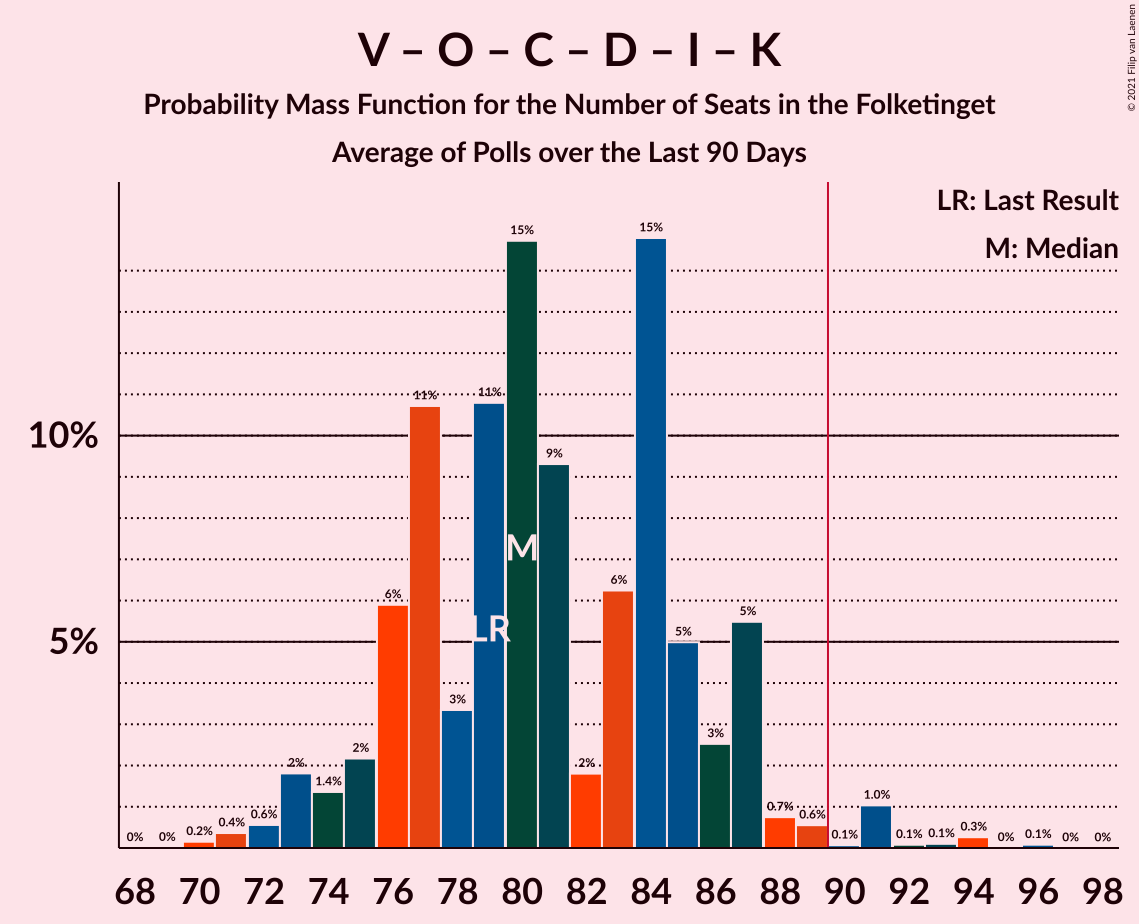 V – O – C – D – I – K
Probability Mass Function for the Number of Seats in the Folketinget
Average of Polls over the Last 90 Days
© 2021 Filip van Laenen
LR: Last Result
M: Median
10%
5%
0% 0% 0.2% 0.4% 0.6% 2% 1.4% 2% 6% 11% 3% 11% 15% 9% 2% 6% 15% 5% 3% 5% 0.7% 0.6% 0.1% 1.0% 0.1% 0.1% 0.3% 0% 0.1% 0% 0%
M
LR
68 70 72 74 76 78 80 82 84 86 88 90 92 94 96 98